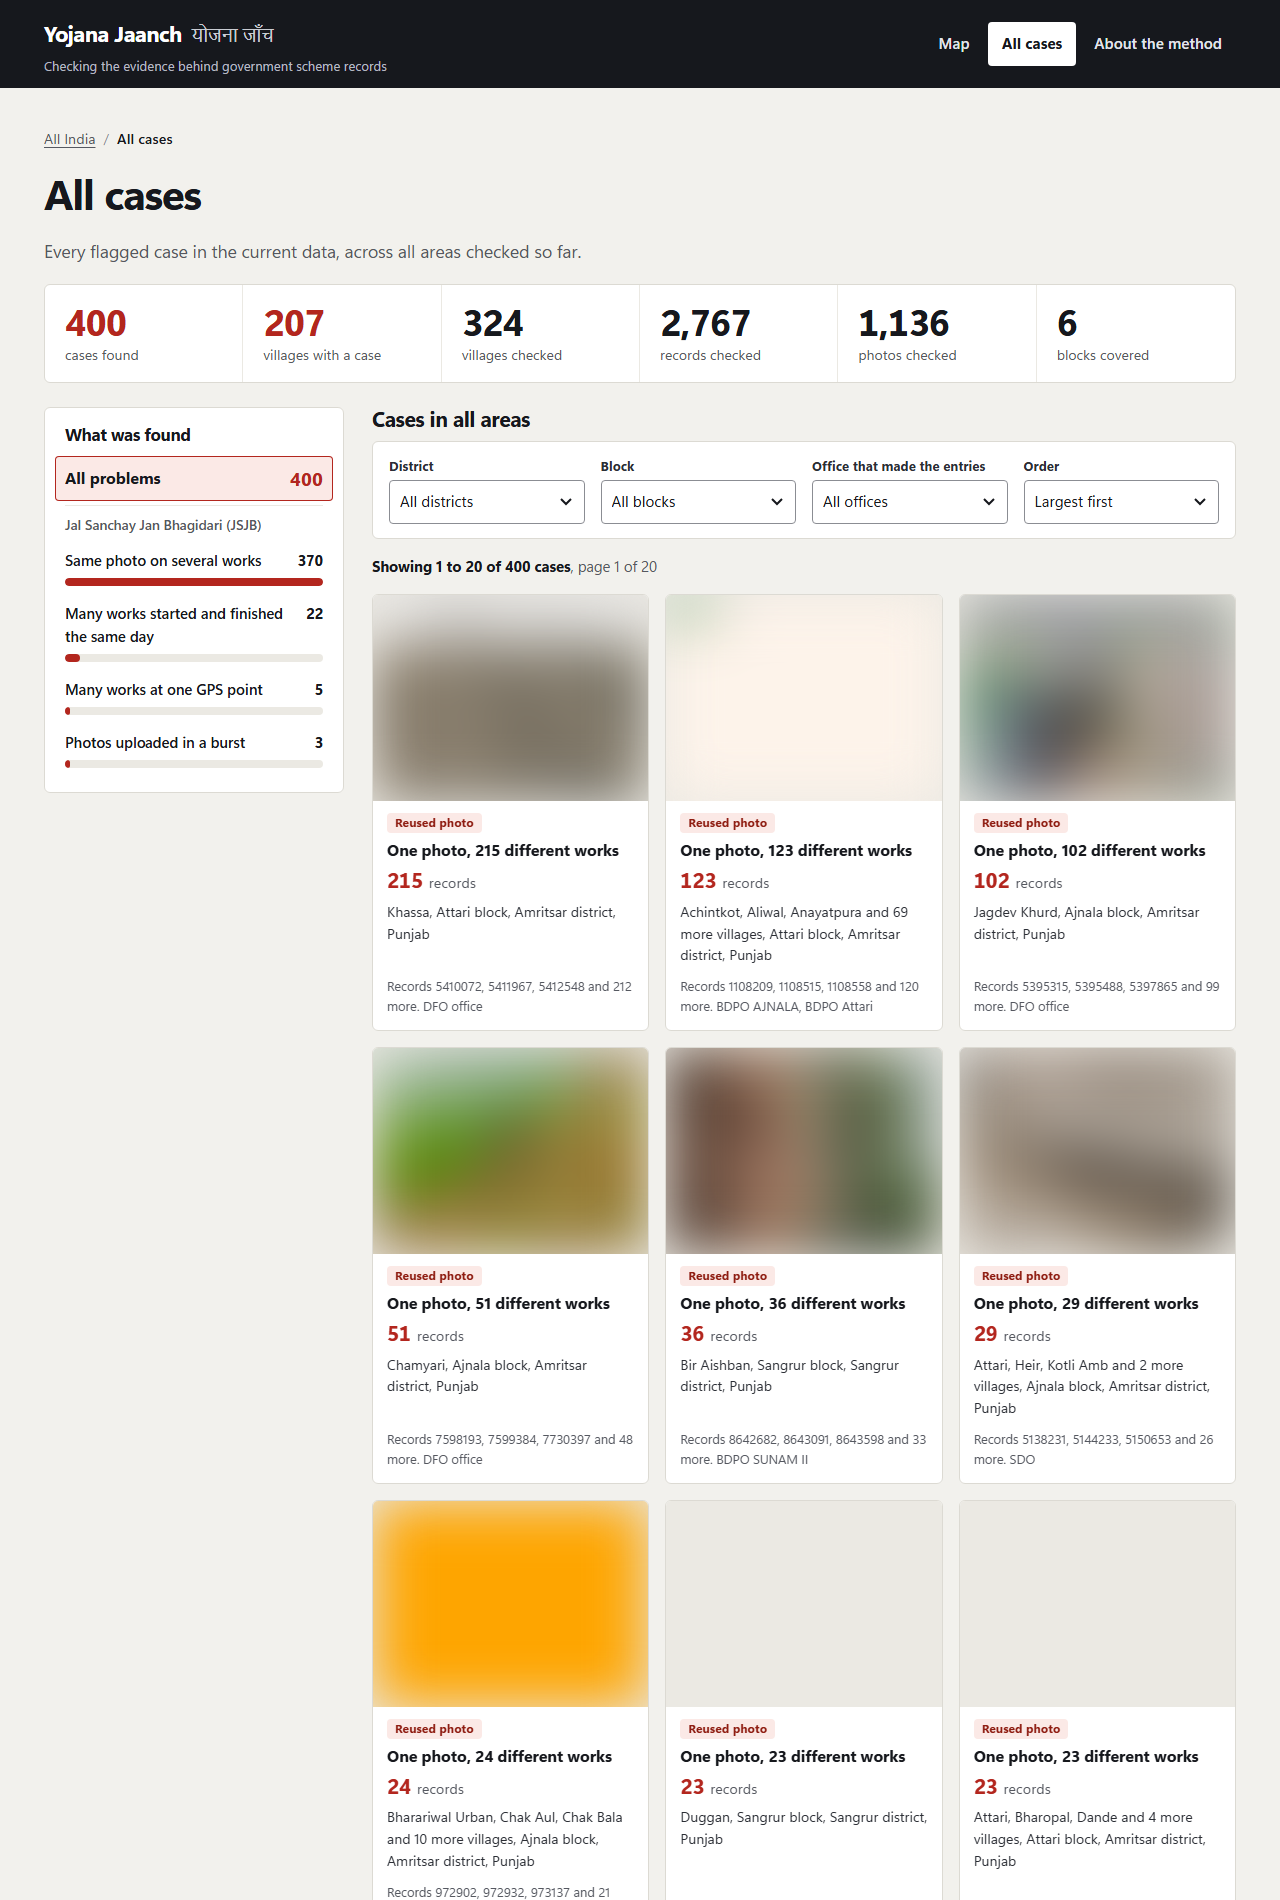 Yojana Jaanch योजना जाँच
Checking the evidence behind government scheme records
Map
All cases
About the method
All India / All cases
All cases
Every flagged case in the current data, across all areas checked so far.
400
cases found
207
villages with a case
324
villages checked
2,767
records checked
1,136
photos checked
6
blocks covered
What was found
All problems 400
Jal Sanchay Jan Bhagidari (JSJB)
Same photo on several works 370
Many works started and finished 22
the same day
Many works at one GPS point 5
Photos uploaded in a burst 3
Cases in all areas
District
All districts
Block
All blocks
Office that made the entries
All offices
Order
Largest first
Showing 1 to 20 of 400 cases, page 1 of 20
Reused photo
One photo, 215 different works
215 records
Khassa, Attari block, Amritsar district,
Punjab
Records 5410072, 5411967, 5412548 and 212
more. DFO office
Reused photo
One photo, 123 different works
123 records
Achintkot, Aliwal, Anayatpura and 69
more villages, Attari block, Amritsar
district, Punjab
Records 1108209, 1108515, 1108558 and 120
more. BDPO AJNALA, BDPO Attari
Reused photo
One photo, 102 different works
102 records
Jagdev Khurd, Ajnala block, Amritsar
district, Punjab
Records 5395315, 5395488, 5397865 and 99
more. DFO office
Reused photo
One photo, 51 different works
51 records
Chamyari, Ajnala block, Amritsar
district, Punjab
Records 7598193, 7599384, 7730397 and 48
more. DFO office
Reused photo
One photo, 36 different works
36 records
Bir Aishban, Sangrur block, Sangrur
district, Punjab
Records 8642682, 8643091, 8643598 and 33
more. BDPO SUNAM II
Reused photo
One photo, 29 different works
29 records
Attari, Heir, Kotli Amb and 2 more
villages, Ajnala block, Amritsar district,
Punjab
Records 5138231, 5144233, 5150653 and 26
more. SDO
Reused photo
One photo, 24 different works
24 records
Bharariwal Urban, Chak Aul, Chak Bala
and 10 more villages, Ajnala block,
Amritsar district, Punjab
Records 972902, 972932, 973137 and 21
Reused photo
One photo, 23 different works
23 records
Duggan, Sangrur block, Sangrur district,
Punjab
Reused photo
One photo, 23 different works
23 records
Attari, Bharopal, Dande and 4 more
villages, Attari block, Amritsar district,
Punjab